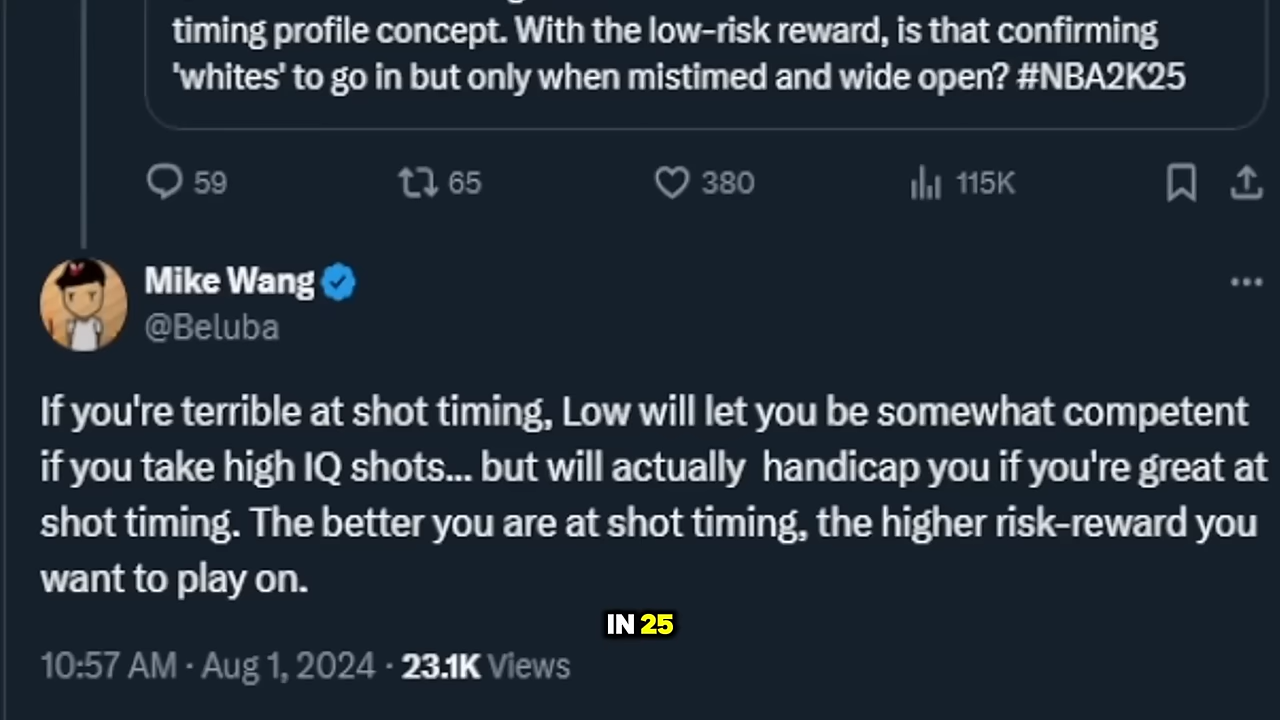 timing profile concept. With the low-risk reward, is that confirming
'whites' to go in but only when mistimed and wide open? #NBA2K25
59 65 380 115K
Mike Wang
@Beluba
If you're terrible at shot timing, Low will let you be somewhat competent
if you take high IQ shots... but will actually  handicap you if you're great at
shot timing. The better you are at shot timing, the higher risk-reward you
want to play on.
IN 25
10:57 AM · Aug 1, 2024 · 23.1K Views